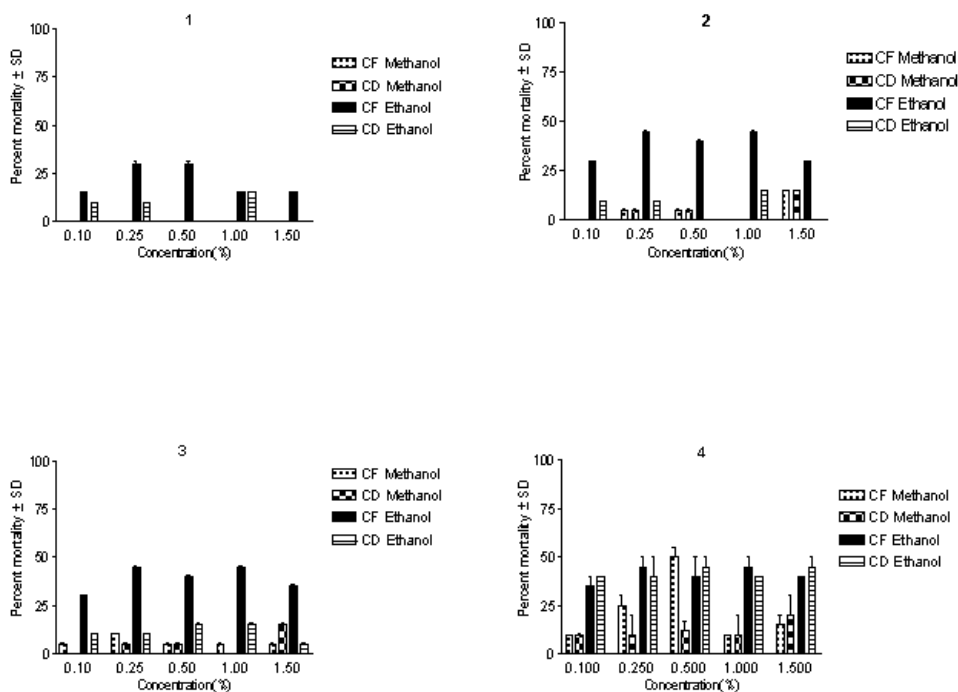 1
100
75
50
25
0
Percent mortality ± SD
0.10 0.25 0.50 1.00 1.50
Concentration(%)
CF Methanol
CD Methanol
CF Ethanol
CD Ethanol
2
100
75
50
25
0
Percent mortality ± SD
0.10 0.25 0.50 1.00 1.50
Concentration(%)
CF Methanol
CD Methanol
CF Ethanol
CD Ethanol
3
100
75
50
25
0
Percent mortality ± SD
0.10 0.25 0.50 1.00 1.50
Concentration(%)
CF Methanol
CD Methanol
CF Ethanol
CD Ethanol
4
100
75
50
25
0
Percent mortality ± SD
0.100 0.250 0.500 1.000 1.500
Concentration(%)
CF Methanol
CD Methanol
CF Ethanol
CD Ethanol